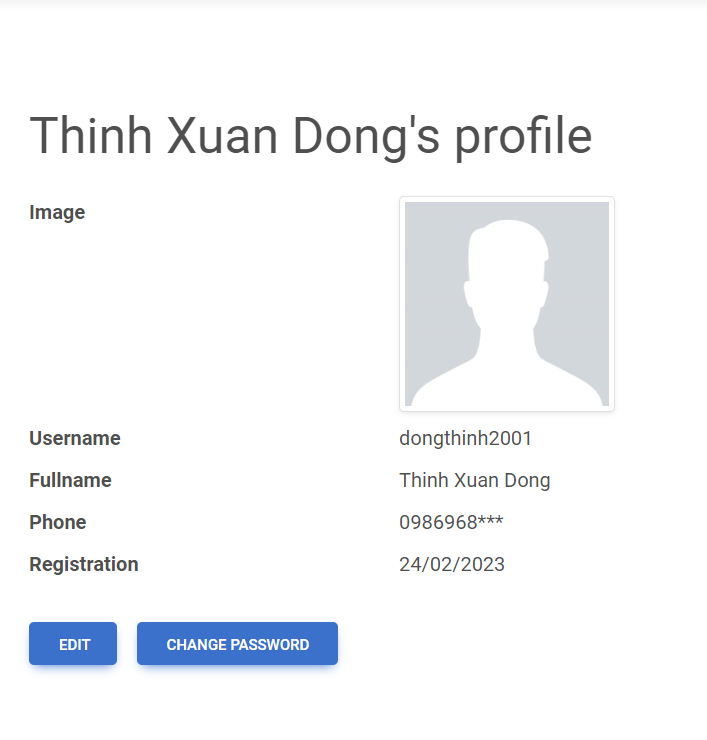 Thinh Xuan Dong's profile
Image
Username dongthinh2001
Fullname Thinh Xuan Dong
Phone 0986968***
Registration 24/02/2023
EDIT CHANGE PASSWORD